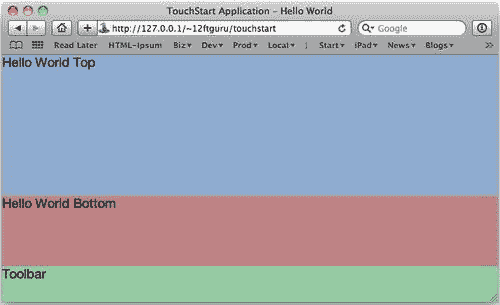 TouchStart Application - Hello World
http://127.0.0.1/~12ftguru/touchstart
Google
Read Later HTML-Ipsum Biz Dev Prod Local Start iPad News Blogs
Hello World Top
Hello World Bottom
Toolbar